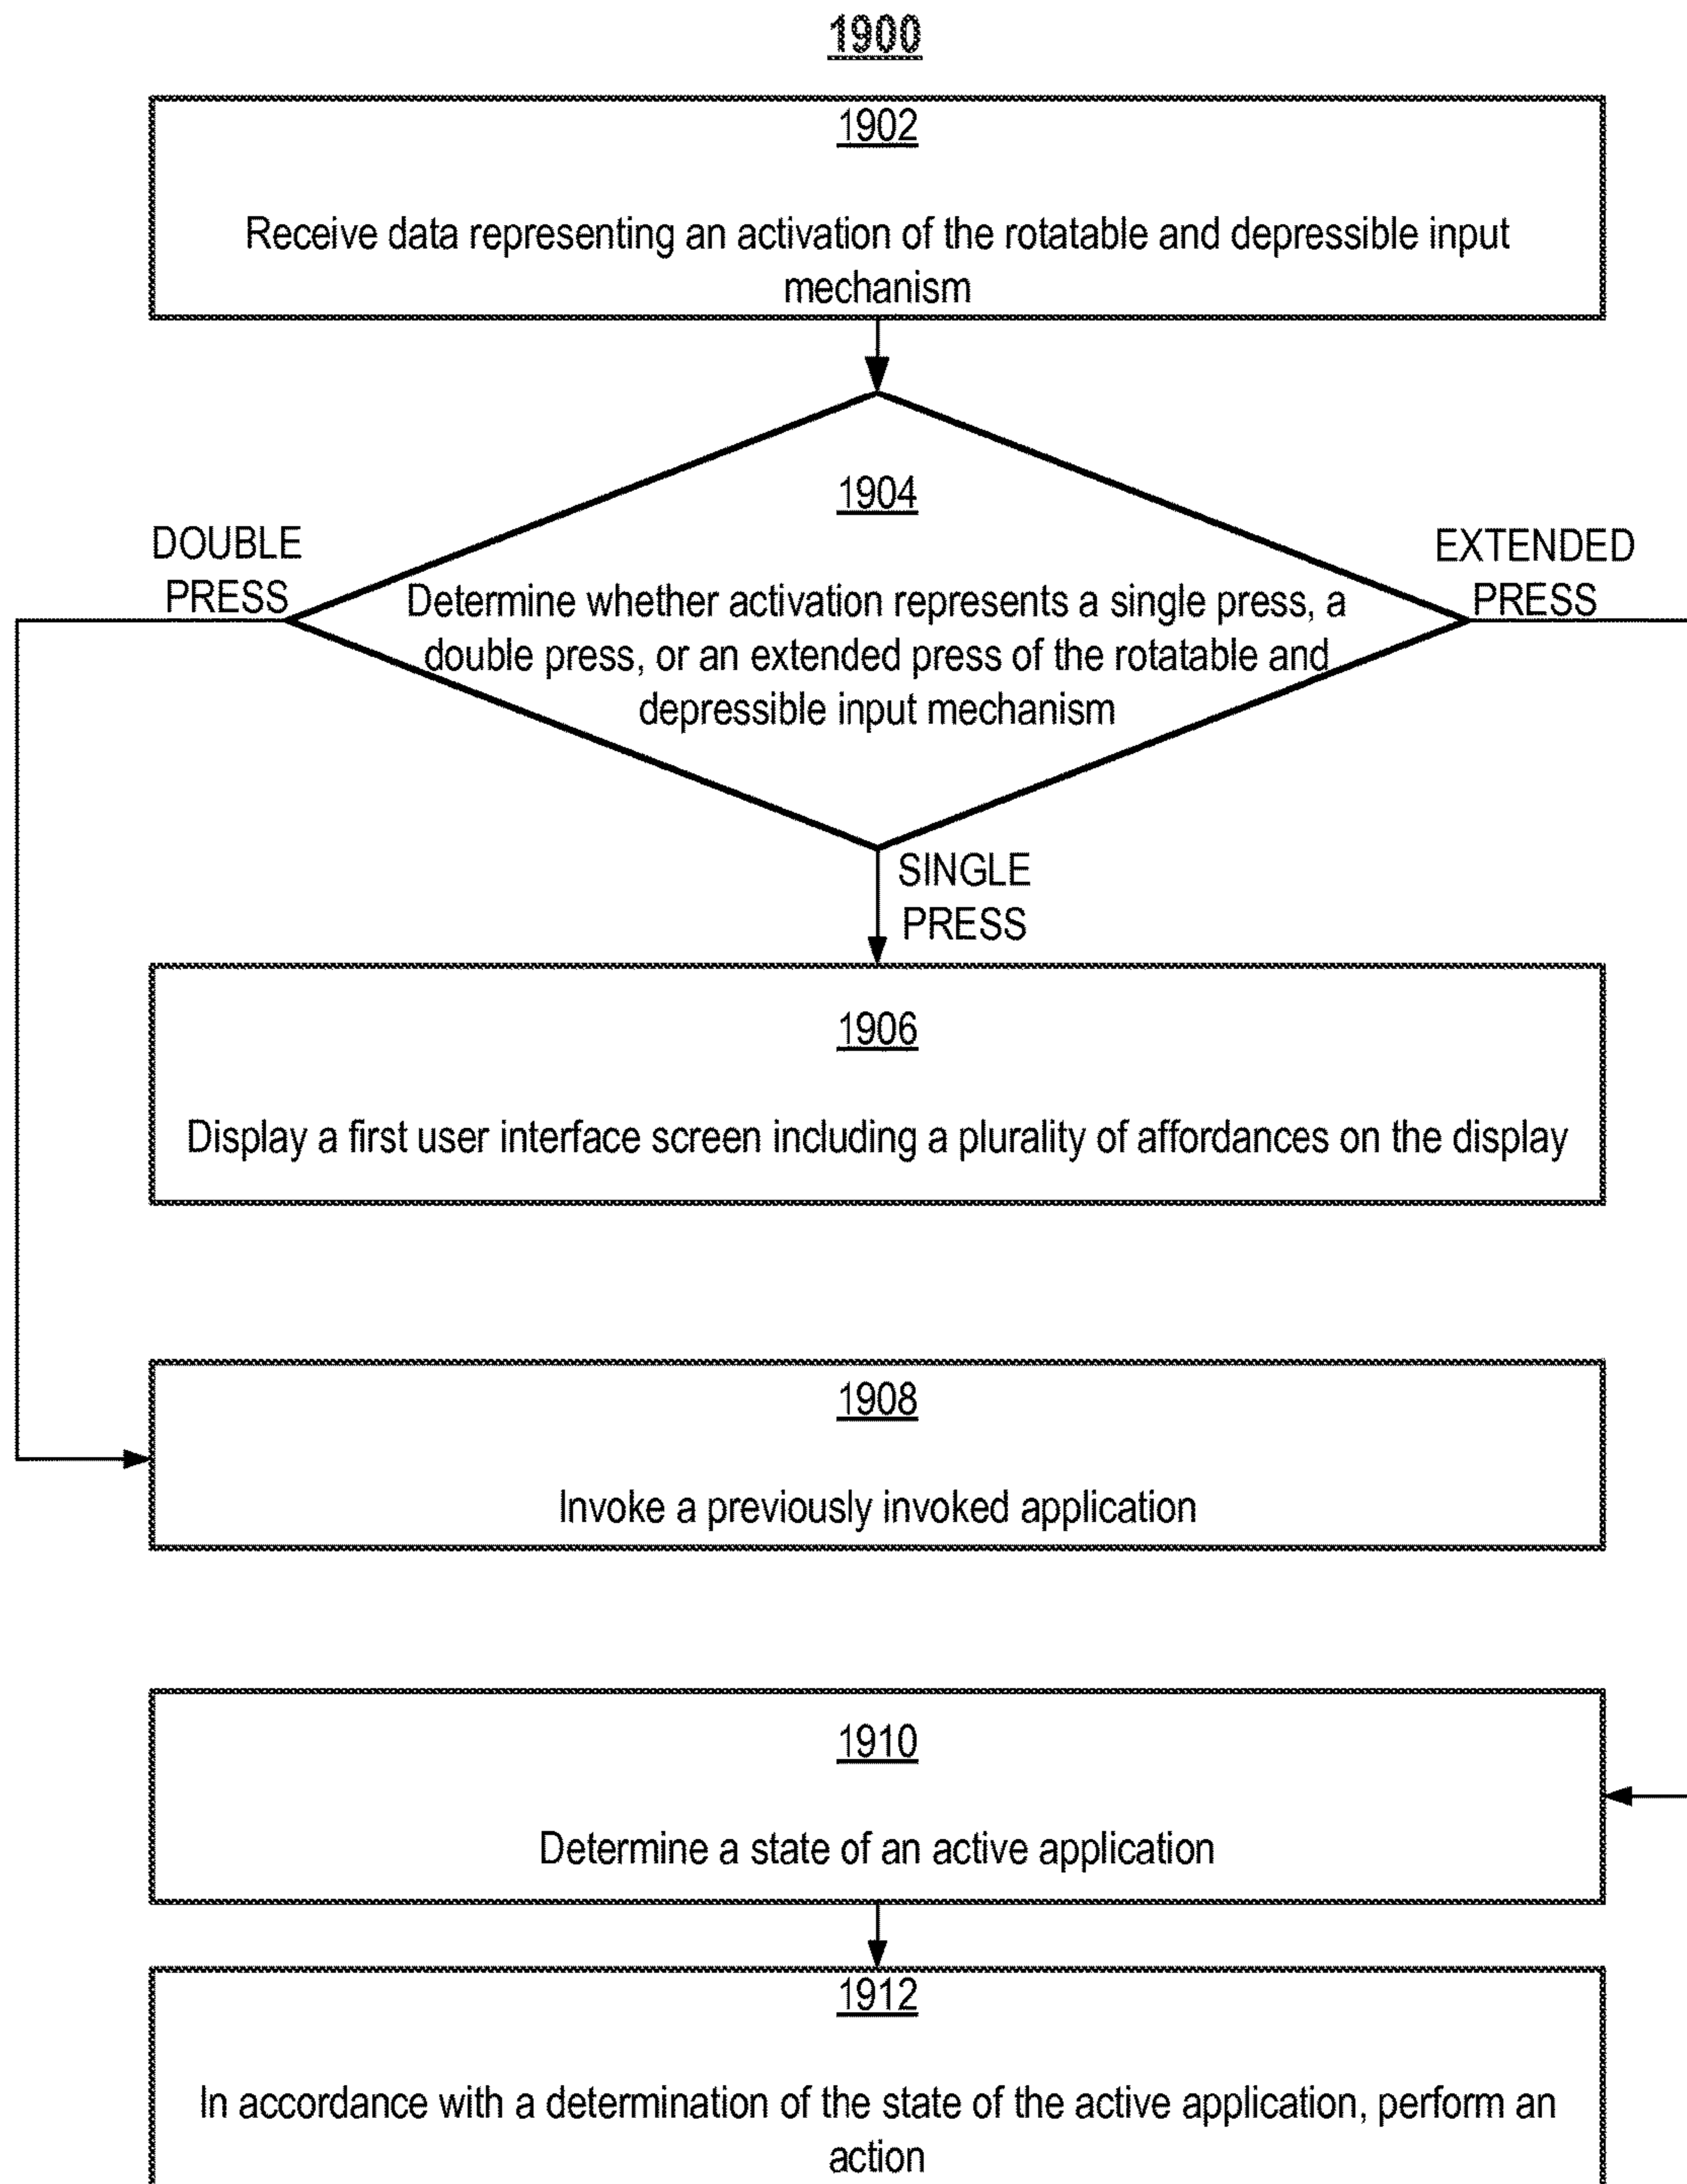 1900
1902
Receive data representing an activation of the rotatable and depressible input
mechanism
1904
DOUBLE
PRESS
EXTENDED
PRESS
Determine whether activation represents a single press, a
double press, or an extended press of the rotatable and
depressible input mechanism
SINGLE
PRESS
1906
Display a first user interface screen including a plurality of affordances on the display
1908
Invoke a previously invoked application
1910
Determine a state of an active application
1912
In accordance with a determination of the state of the active application, perform an
action